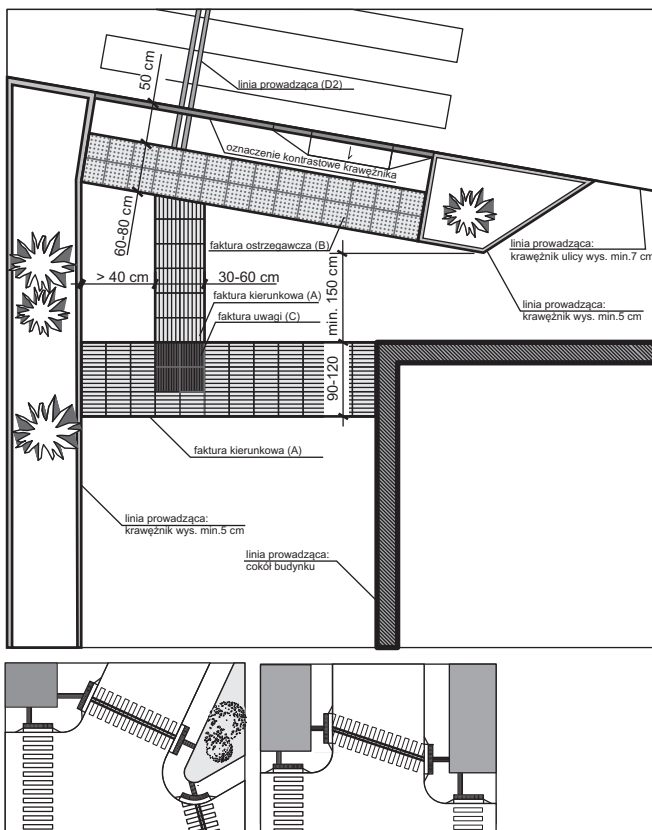 50 cm
linia prowadząca (D2)
oznaczenie kontrastowe krawężnika
60-80 cm
faktura ostrzegawcza (B)
linia prowadząca:
krawężnik ulicy wys. min.7 cm
> 40 cm
30-60 cm
min. 150 cm
faktura kierunkowa (A)
faktura uwagi (C)
linia prowadząca:
krawężnik wys. min.5 cm
90-120
faktura kierunkowa (A)
linia prowadząca:
krawężnik wys. min.5 cm
linia prowadząca:
cokół budynku